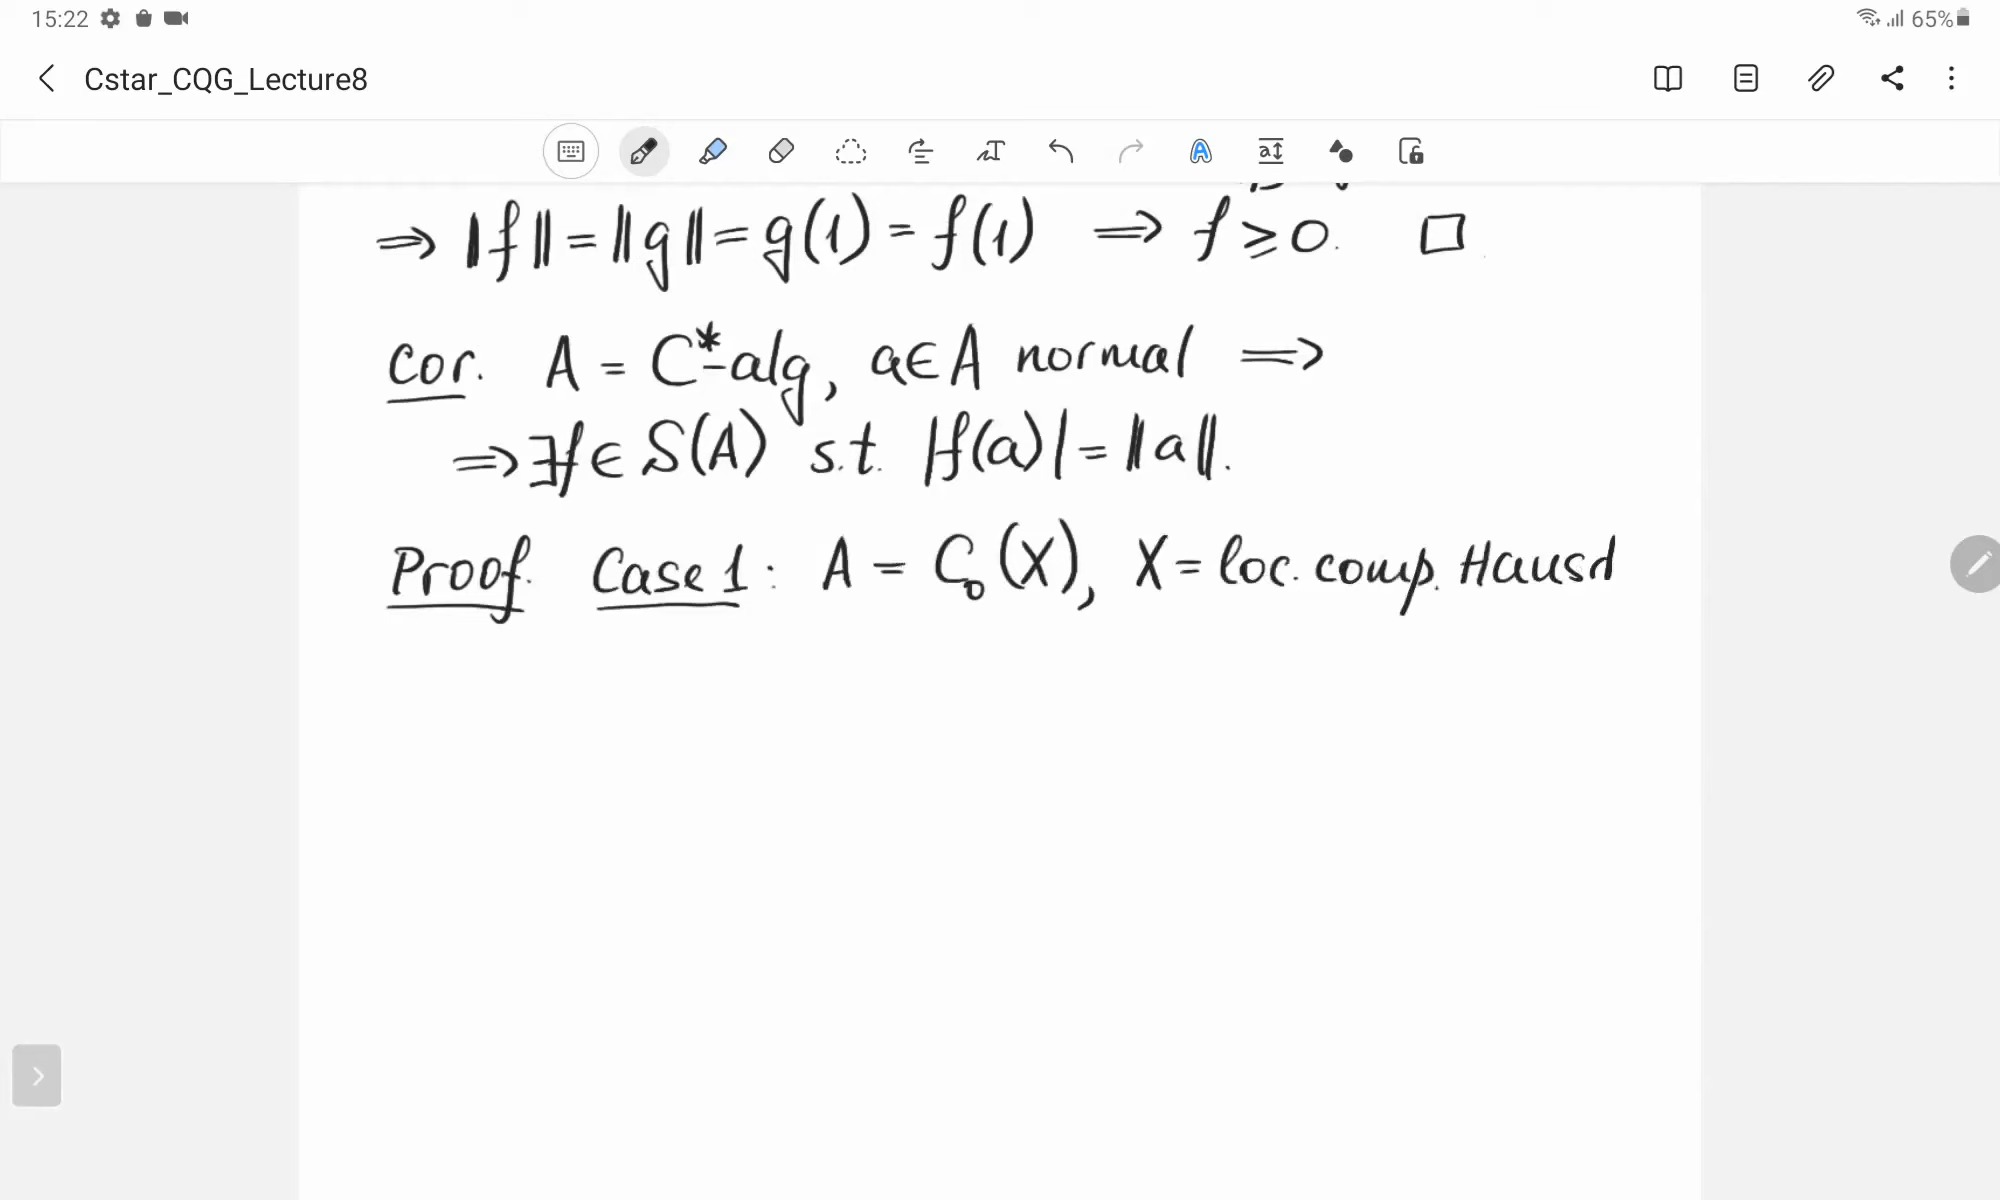 15:22 65%
Cstar_CQG_Lecture8
⇒ ‖f‖ = ‖g‖ = g(1) = f(1) ⇒ f ⩾ 0. □
Cor. A = C*-alg, a∈A normal ⇒
⇒ ∃f ∈ S(A) s.t. |f(a)| = ‖a‖.
Proof. Case 1: A = C₀(X), X = loc. comp. Hausd